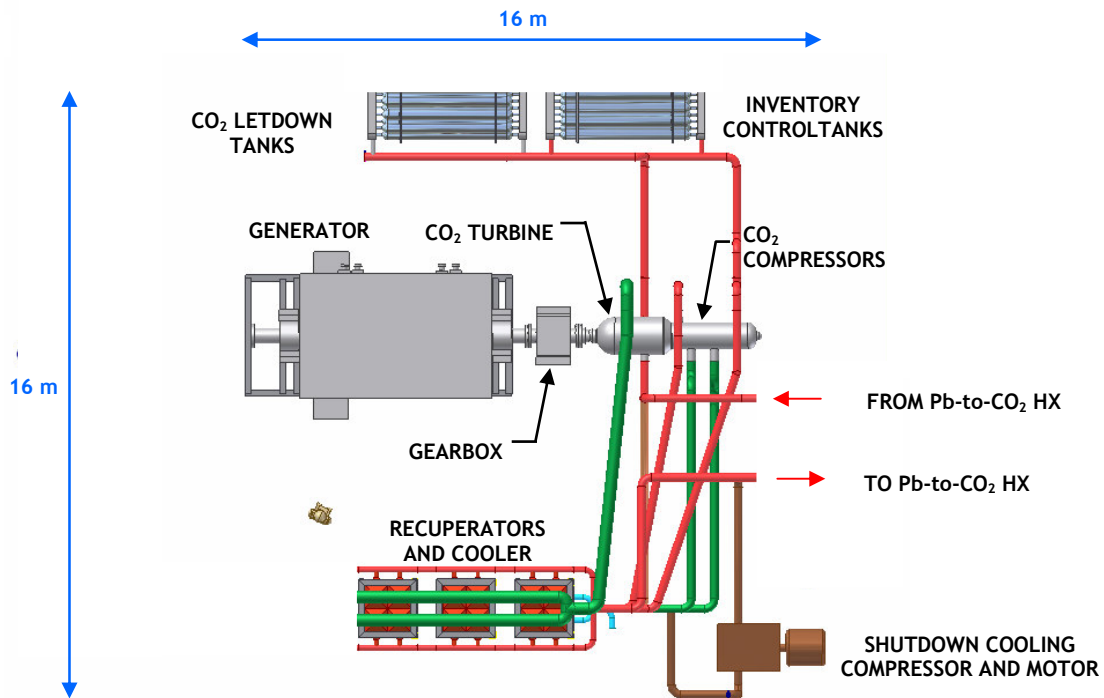 16 m
CO₂ LETDOWN
TANKS
INVENTORY
CONTROLTANKS
GENERATOR
CO₂ TURBINE
CO₂
COMPRESSORS
16 m
FROM Pb-to-CO₂ HX
GEARBOX
TO Pb-to-CO₂ HX
RECUPERATORS
AND COOLER
SHUTDOWN COOLING
COMPRESSOR AND MOTOR